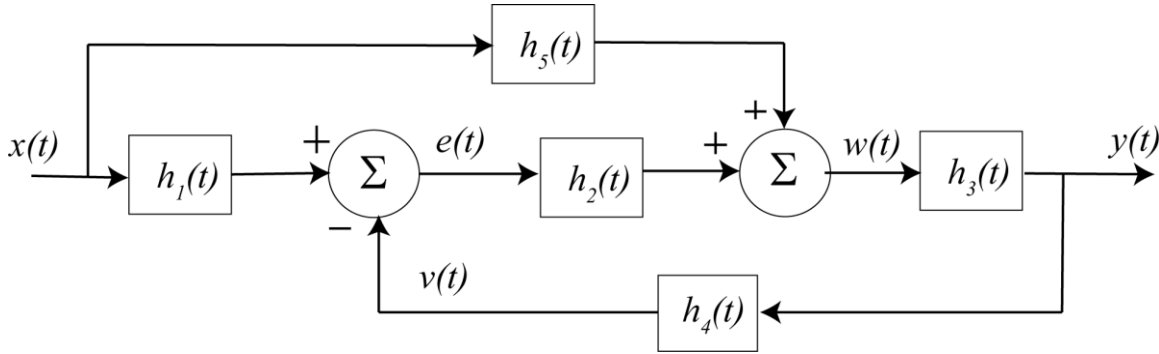 h₅(t)
+
x(t) + e(t) + w(t) y(t)
h₁(t) Σ h₂(t) Σ h₃(t)
−
v(t)
h₄(t)